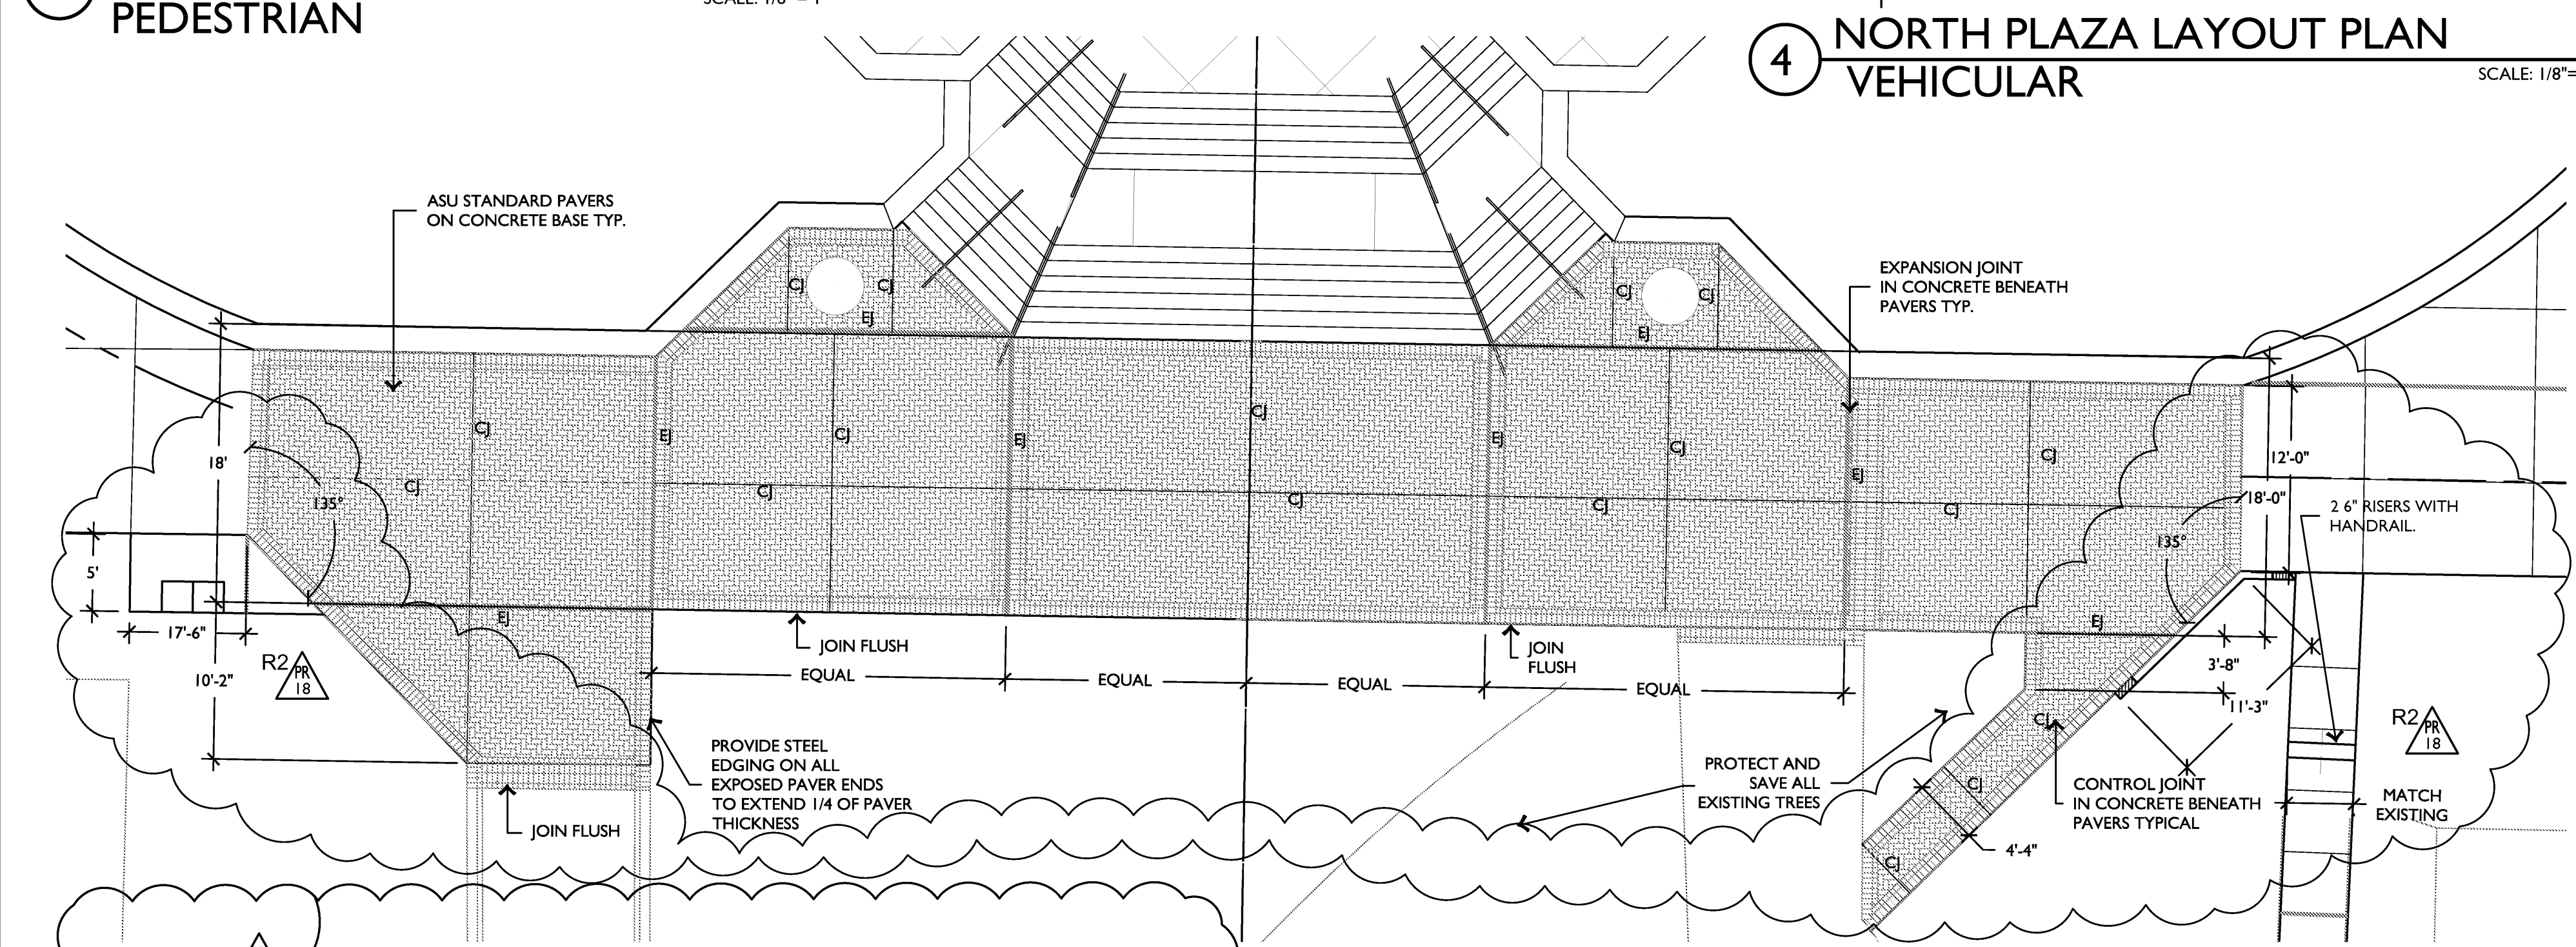 PEDESTRIAN
4
NORTH PLAZA LAYOUT PLAN
VEHICULAR
SCALE: 1/8"=
ASU STANDARD PAVERS
ON CONCRETE BASE TYP.
EXPANSION JOINT
IN CONCRETE BENEATH
PAVERS TYP.
CJ
CJ
EJ
CJ
CJ
EJ
CJ
EJ
CJ
EJ
CJ
EJ
CJ
EJ
CJ
18'
135°
CJ
CJ
CJ
CJ
CJ
12'-0"
18'-0"
135°
2 6" RISERS WITH
HANDRAIL.
5'
17'-6"
EJ
EJ
JOIN FLUSH
JOIN
FLUSH
R2
PR
18
10'-2"
EQUAL
EQUAL
EQUAL
EQUAL
3'-8"
11'-3"
CJ
R2
PR
18
PROVIDE STEEL
EDGING ON ALL
EXPOSED PAVER ENDS
TO EXTEND 1/4 OF PAVER
THICKNESS
JOIN FLUSH
PROTECT AND
SAVE ALL
EXISTING TREES
CJ
CONTROL JOINT
IN CONCRETE BENEATH
PAVERS TYPICAL
MATCH
EXISTING
4'-4"
CJ